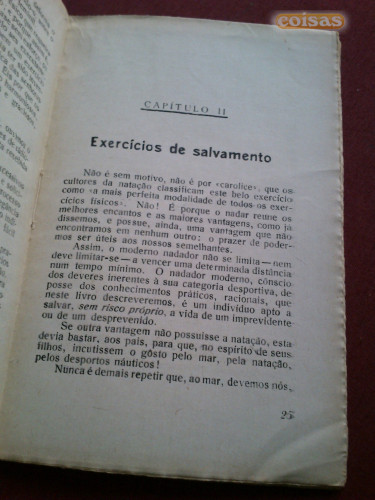 coisas
CAPÍTULO II
Exercícios de salvamento
Não é sem motivo, não é por «carolice», que os
cultores da natação classificam este belo exercício
como «a mais perfeita modalidade de todos os exer-
cícios físicos». Não! É porque o nadar reune os
melhores encantos e as maiores vantagens, como já
dissemos, e possue, ainda, uma vantagem que não
encontramos em nenhum outro: o prazer de poder-
mos ser úteis aos nossos semelhantes.
Assim, o moderno nadador não se limita—nem
deve limitar-se—a vencer uma determinada distância
num tempo mínimo. O nadador moderno, cônscio
dos deveres inerentes à sua categoria desportiva, de
posse dos conhecimentos práticos, racionais, que
neste livro descreveremos, é um indivíduo apto a
salvar, sem risco próprio, a vida de um imprevidente
ou de um desprevenido.
Se outra vantagem não possuisse a natação, esta
devia bastar, aos pais, para que, no espírito de seus
filhos, incutissem o gôsto pelo mar, pela natação,
pelos desportos náuticos!
Nunca é demais repetir que, ao mar, devemos nós,
25